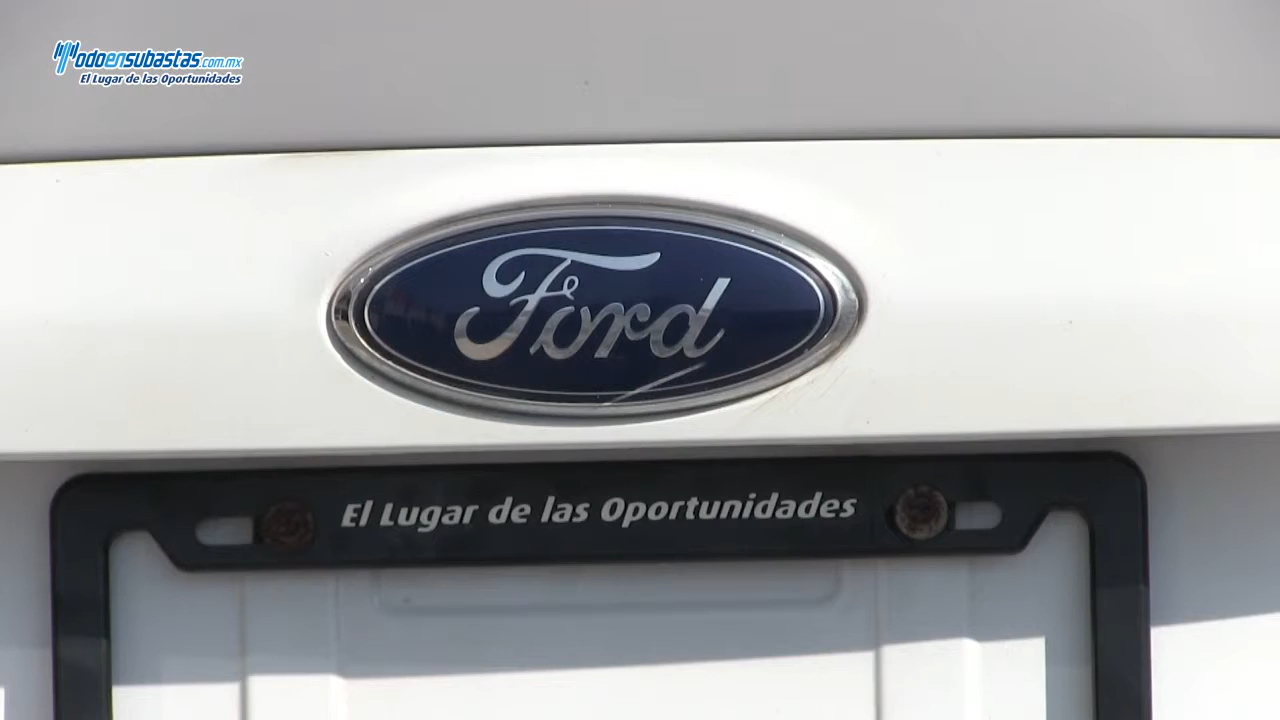 Todoensubastas.com.mx
El Lugar de las Oportunidades
Ford
El Lugar de las Oportunidades